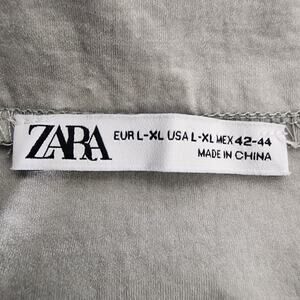 ZARA
EUR L-XL USA L-XL MEX 42-44
MADE IN CHINA